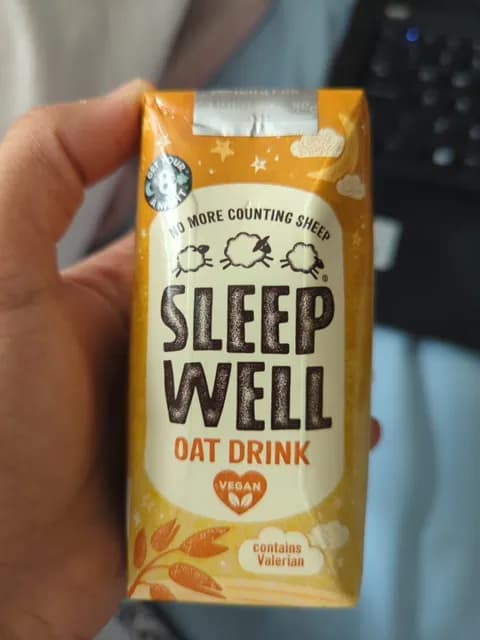 NO MORE COUNTING SHEEP
SLEEP
WELL
®
OAT DRINK
VEGAN
contains
Valerian